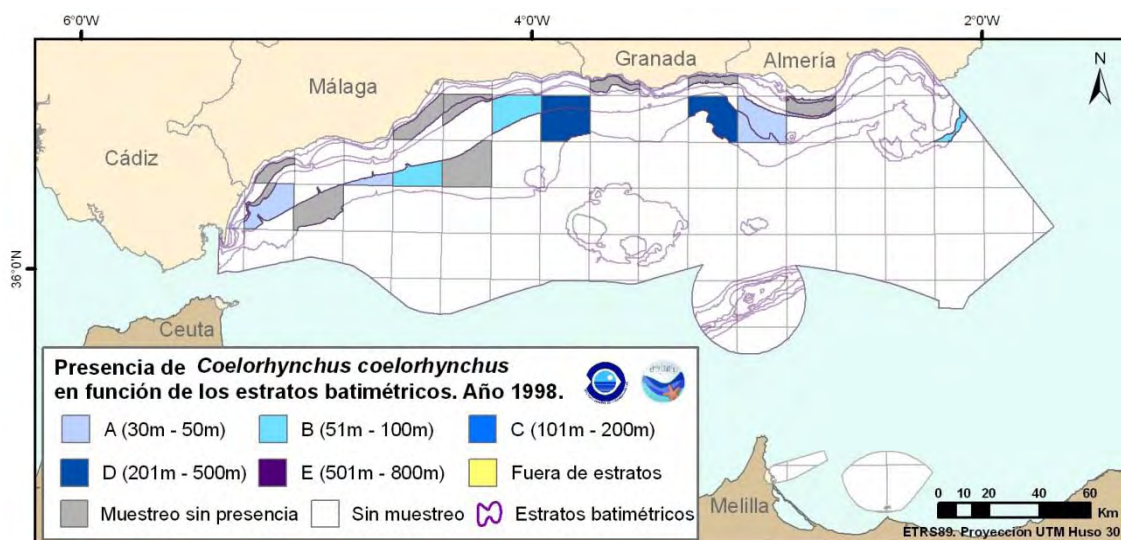 6°0'W
4°0'W
2°0'W
Granada
Almería
Málaga
N
Cádiz
36°0'N
Ceuta
Presencia de Coelorhynchus coelorhynchus
en función de los estratos batimétricos. Año 1998.
A (30m - 50m)
B (51m - 100m)
C (101m - 200m)
D (201m - 500m)
E (501m - 800m)
Fuera de estratos
Muestreo sin presencia
Sin muestreo
Estratos batimétricos
Melilla
0 10 20 40 60
Km
ETRS89. Proyección UTM Huso 30